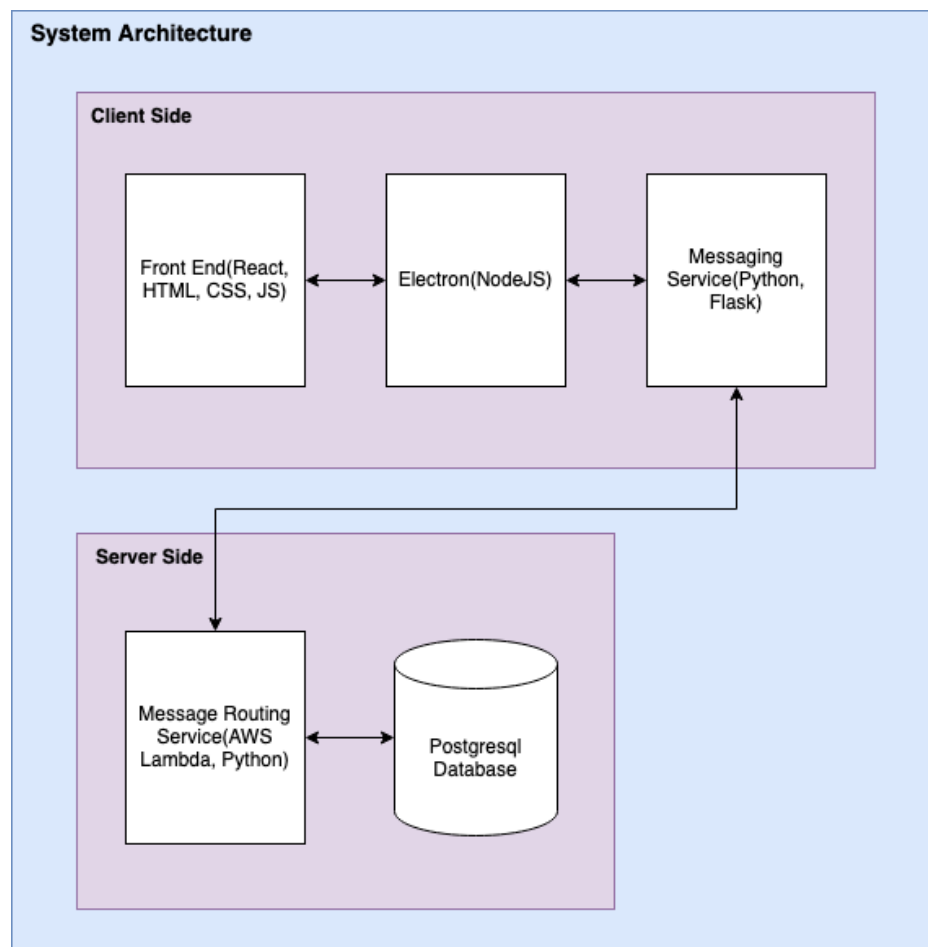 System Architecture
Client Side
Front End(React,
HTML, CSS, JS)
Electron(NodeJS)
Messaging
Service(Python,
Flask)
Server Side
Message Routing
Service(AWS
Lambda, Python)
Postgresql
Database